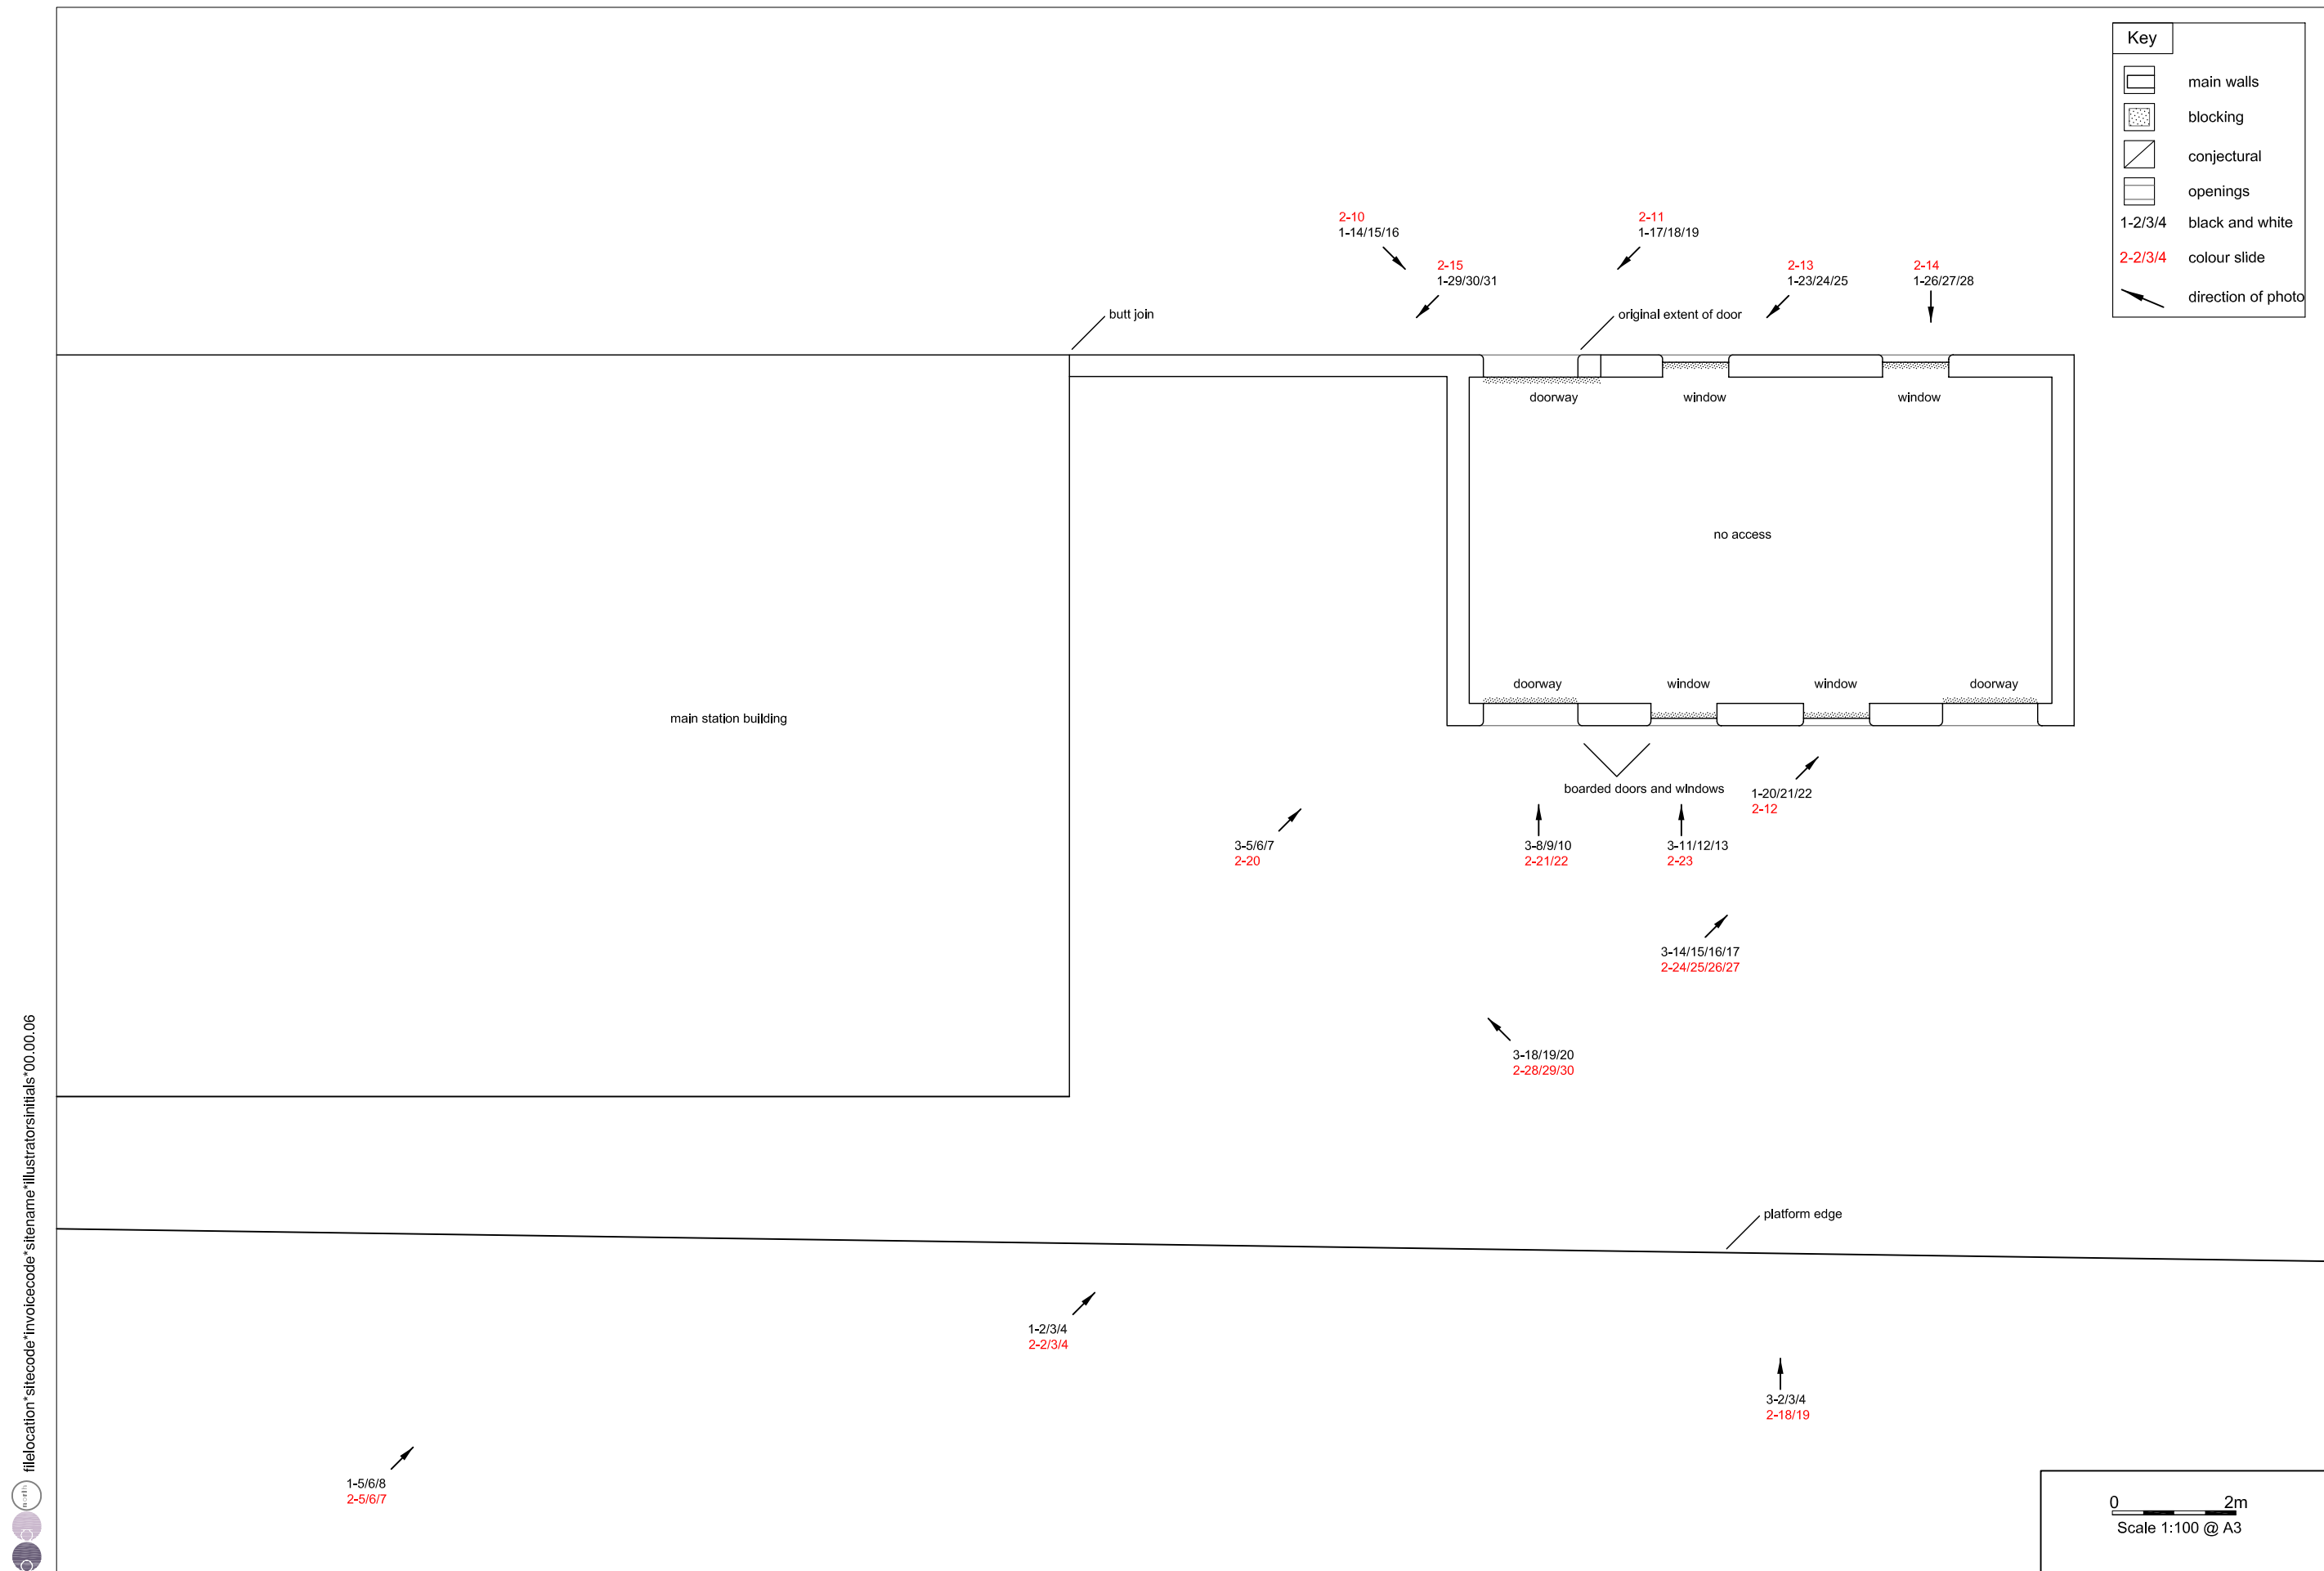 Key
main walls
blocking
conjectural
openings
1-2/3/4 black and white
2-2/3/4 colour slide
direction of photo
2-10
1-14/15/16
2-11
1-17/18/19
2-15
1-29/30/31
2-13
1-23/24/25
2-14
1-26/27/28
butt join
original extent of door
doorway
window
window
no access
main station building
doorway
window
window
doorway
boarded doors and windows
1-20/21/22
2-12
3-5/6/7
2-20
3-8/9/10
2-21/22
3-11/12/13
2-23
3-14/15/16/17
2-24/25/26/27
3-18/19/20
2-28/29/30
platform edge
1-2/3/4
2-2/3/4
3-2/3/4
2-18/19
1-5/6/8
2-5/6/7
0 2m
Scale 1:100 @ A3
filelocation*sitecode*invoicecode*sitename*illustratorsinitials*00.00.06
north